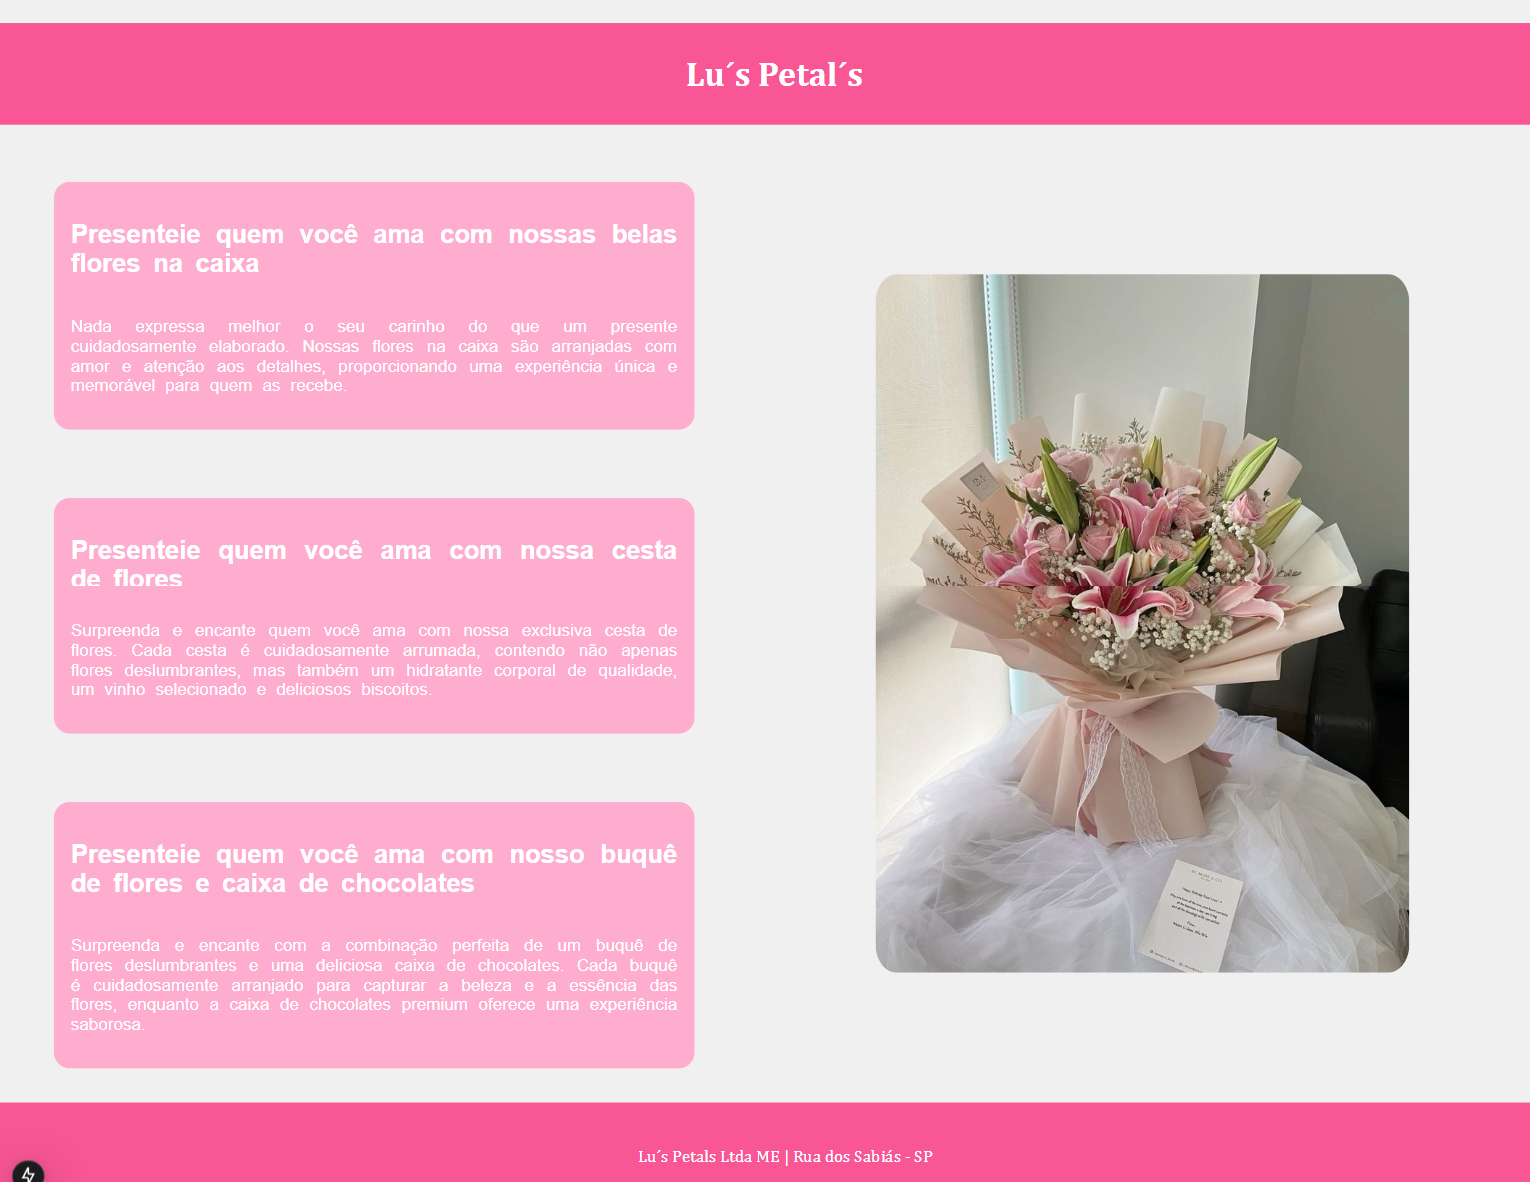 Lu´s Petal´s
Presenteie quem você ama com nossas belas
flores na caixa
Nada expressa melhor o seu carinho do que um presente
cuidadosamente elaborado. Nossas flores na caixa são arranjadas com
amor e atenção aos detalhes, proporcionando uma experiência única e
memorável para quem as recebe.
Presenteie quem você ama com nossa cesta
de flores
Surpreenda e encante quem você ama com nossa exclusiva cesta de
flores. Cada cesta é cuidadosamente arrumada, contendo não apenas
flores deslumbrantes, mas também um hidratante corporal de qualidade,
um vinho selecionado e deliciosos biscoitos.
Presenteie quem você ama com nosso buquê
de flores e caixa de chocolates
Surpreenda e encante com a combinação perfeita de um buquê de
flores deslumbrantes e uma deliciosa caixa de chocolates. Cada buquê
é cuidadosamente arranjado para capturar a beleza e a essência das
flores, enquanto a caixa de chocolates premium oferece uma experiência
saborosa.
Lu´s Petals Ltda ME | Rua dos Sabiás - SP